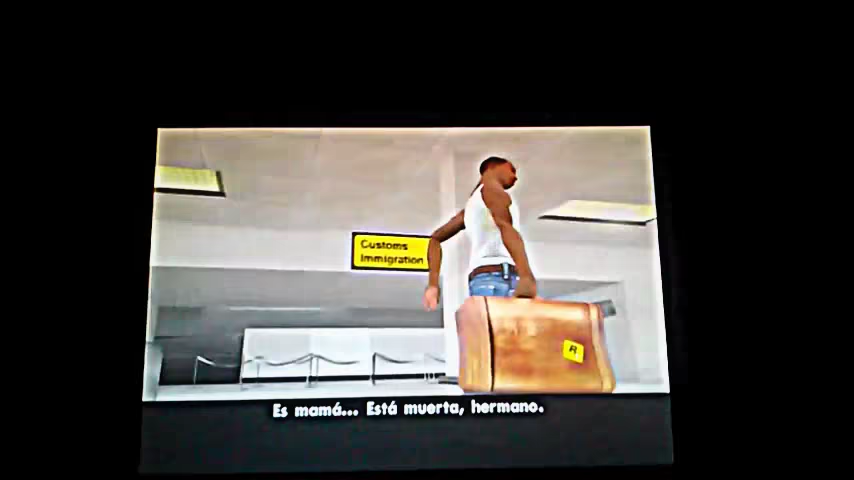 Customs
Immigration
R
Es mamá... Está muerta, hermano.